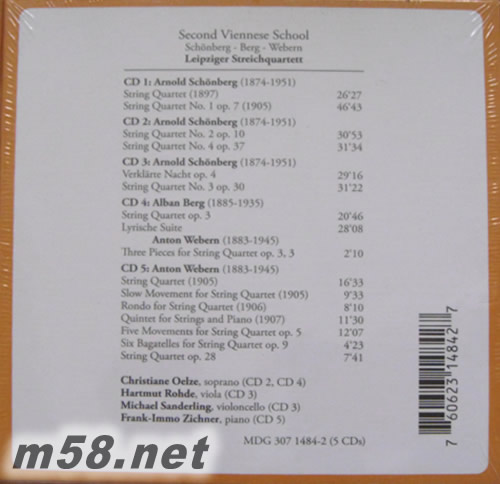 Second Viennese School
Schönberg - Berg - Webern
Leipziger Streichquartett
CD 1: Arnold Schönberg (1874-1951)
String Quartet (1897) 26'27
String Quartet No. 1 op. 7 (1905) 46'43
CD 2: Arnold Schönberg (1874-1951)
String Quartet No. 2 op. 10 30'53
String Quartet No. 4 op. 37 31'34
CD 3: Arnold Schönberg (1874-1951)
Verklärte Nacht op. 4 29'16
String Quartet No. 3 op. 30 31'22
CD 4: Alban Berg (1885-1935)
String Quartet op. 3 20'46
Lyrische Suite 28'08
Anton Webern (1883-1945)
Three Pieces for String Quartet op. 3, 3 2'10
CD 5: Anton Webern (1883-1945)
String Quartet (1905) 16'33
Slow Movement for String Quartet (1905) 9'33
Rondo for String Quartet (1906) 8'10
Quintet for Strings and Piano (1907) 11'30
Five Movements for String Quartet op. 5 12'07
Six Bagatelles for String Quartet op. 9 4'23
String Quartet op. 28 7'41
Christiane Oelze, soprano (CD 2, CD 4)
Hartmut Rohde, viola (CD 3)
Michael Sanderling, violoncello (CD 3)
Frank-Immo Zichner, piano (CD 5)
MDG 307 1484-2 (5 CDs)
7 60623 14842 7
m58.net